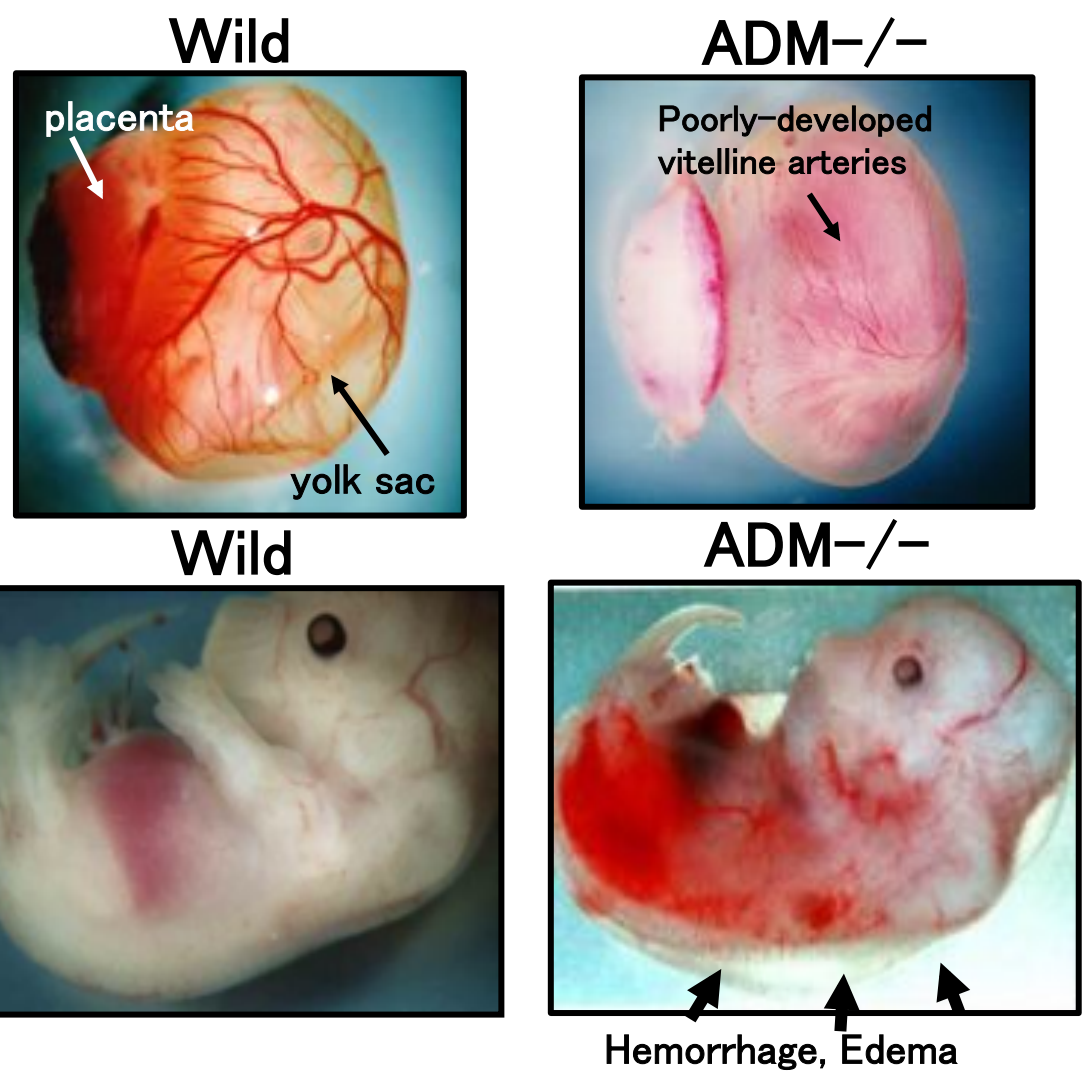 Wild
ADM-/-
placenta
Poorly-developed
vitelline arteries
yolk sac
Wild
ADM-/-
Hemorrhage, Edema